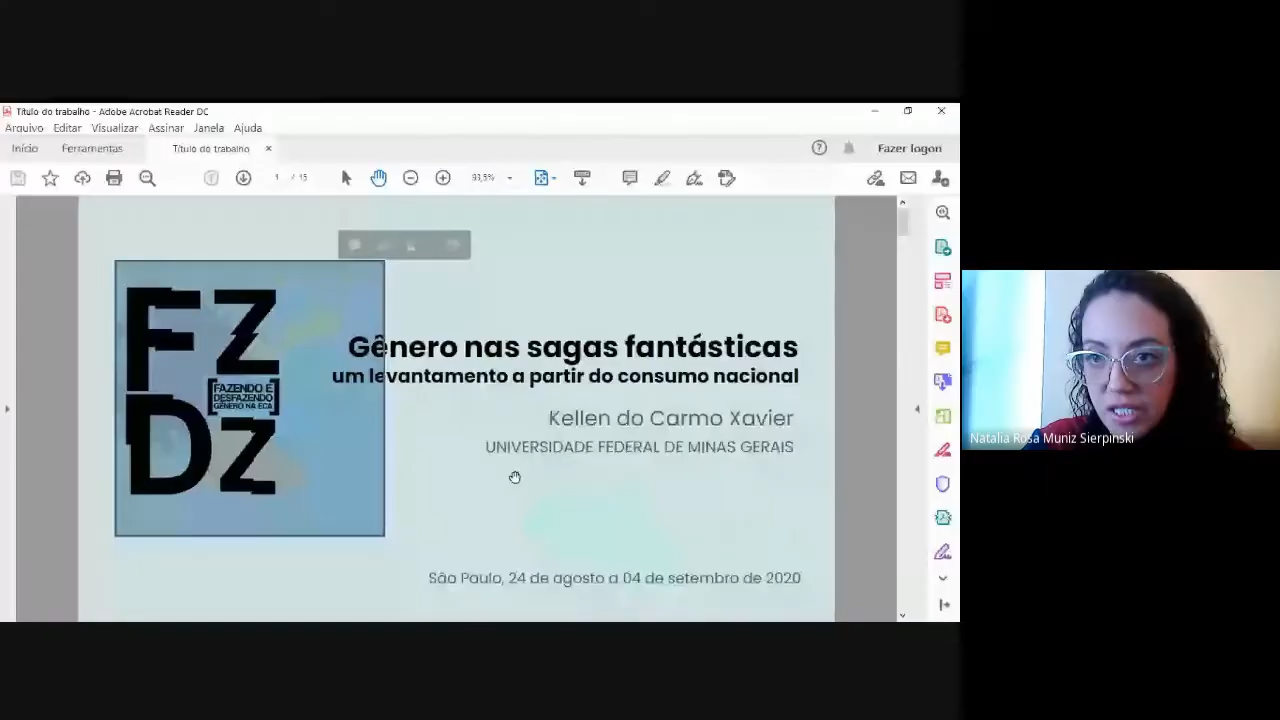 Título do trabalho - Adobe Acrobat Reader DC
Arquivo Editar Visualizar Assinar Janela Ajuda
Início Ferramentas Título do trabalho × Fazer logon
1 / 15 93,5%
FZ
DZ
[FAZENDO E
DESFAZENDO
GÊNERO NA ECA]
Gênero nas sagas fantásticas
um levantamento a partir do consumo nacional
Kellen do Carmo Xavier
UNIVERSIDADE FEDERAL DE MINAS GERAIS
São Paulo, 24 de agosto a 04 de setembro de 2020
Natalia Rosa Muniz Sierpinski